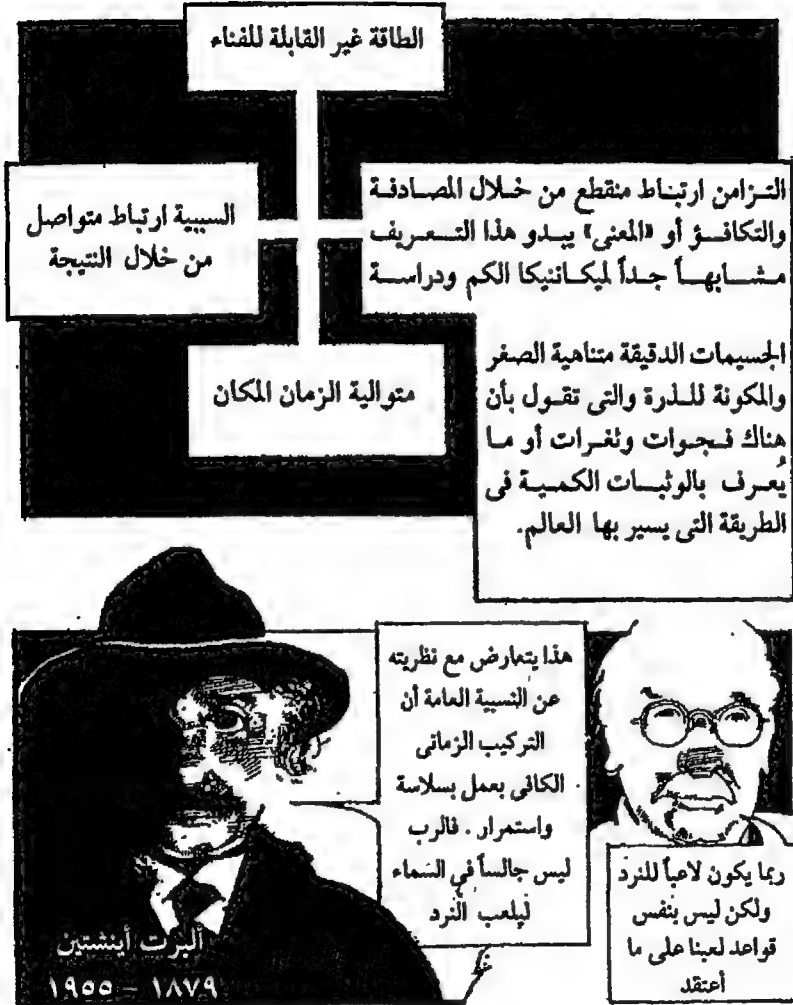 الطاقة غير القابلة للفناء
التزامن ارتباط منقطع من خلال المصادفة
والتكافؤ أو «المعنى» يبدو هذا التعريف
مشابهاً جداً لميكانيكا الكم ودراسة
الجسيمات الدقيقة متناهية الصغر
والمكونة للذرة والتى تقول بأن
هناك فجوات وثغرات أو ما
يُعرف بالوثبات الكمية فى
الطريقة التى يسير بها العالم.
السببية ارتباط متواصل
من خلال النتيجة
متوالية الزمان المكان
هذا يتعارض مع نظريته
عن النسبية العامة أن
التركيب الزمانى
الكافى بعمل بسلاسة
واستمرار . فالرب
ليس جالساً في السماء
ليلعب النرد
ربما يكون لاعباً للنرد
ولكن ليس بنفس
قواعد لعبنا على ما
أعتقد
ألبرت أينشتين
١٨٧٩ – ١٩٥٥